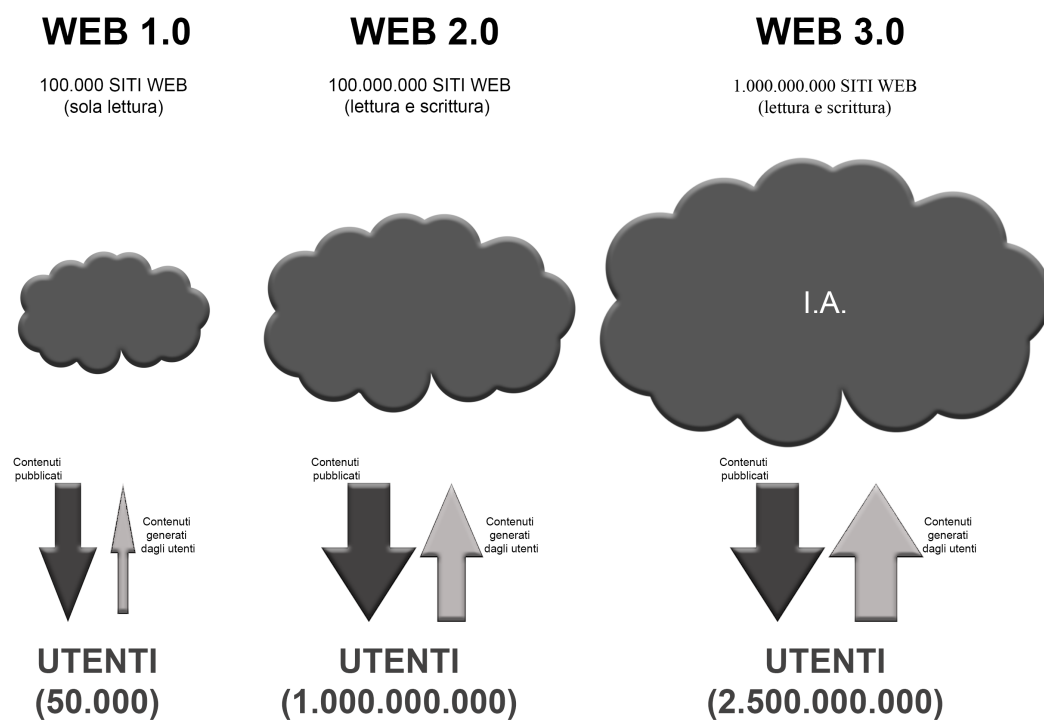 WEB 1.0
100.000 SITI WEB
(sola lettura)
Contenuti
pubblicati
Contenuti
generati
dagli utenti
UTENTI
(50.000)
WEB 2.0
100.000.000 SITI WEB
(lettura e scrittura)
Contenuti
pubblicati
Contenuti
generati
dagli utenti
UTENTI
(1.000.000.000)
WEB 3.0
1.000.000.000 SITI WEB
(lettura e scrittura)
I.A.
Contenuti
pubblicati
Contenuti
generati
dagli utenti
UTENTI
(2.500.000.000)